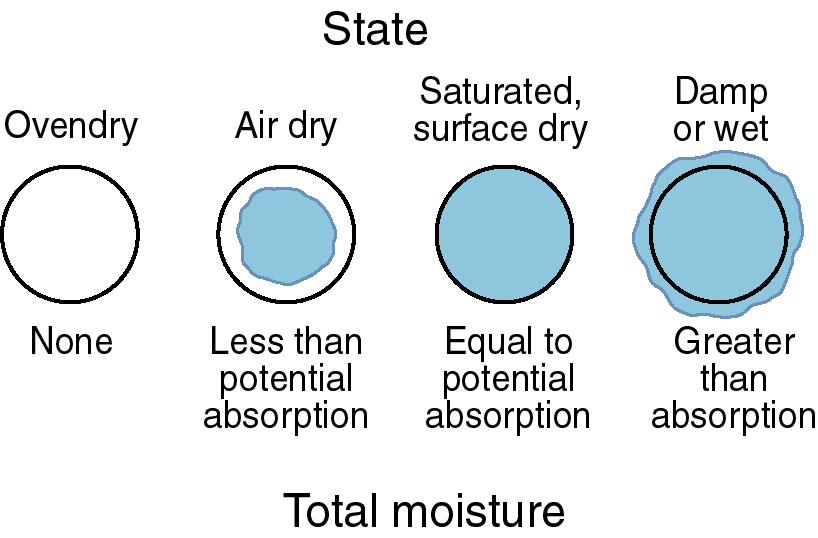 State
Ovendry
Air dry
Saturated,
surface dry
Damp
or wet
None
Less than
potential
absorption
Equal to
potential
absorption
Greater
than
absorption
Total moisture